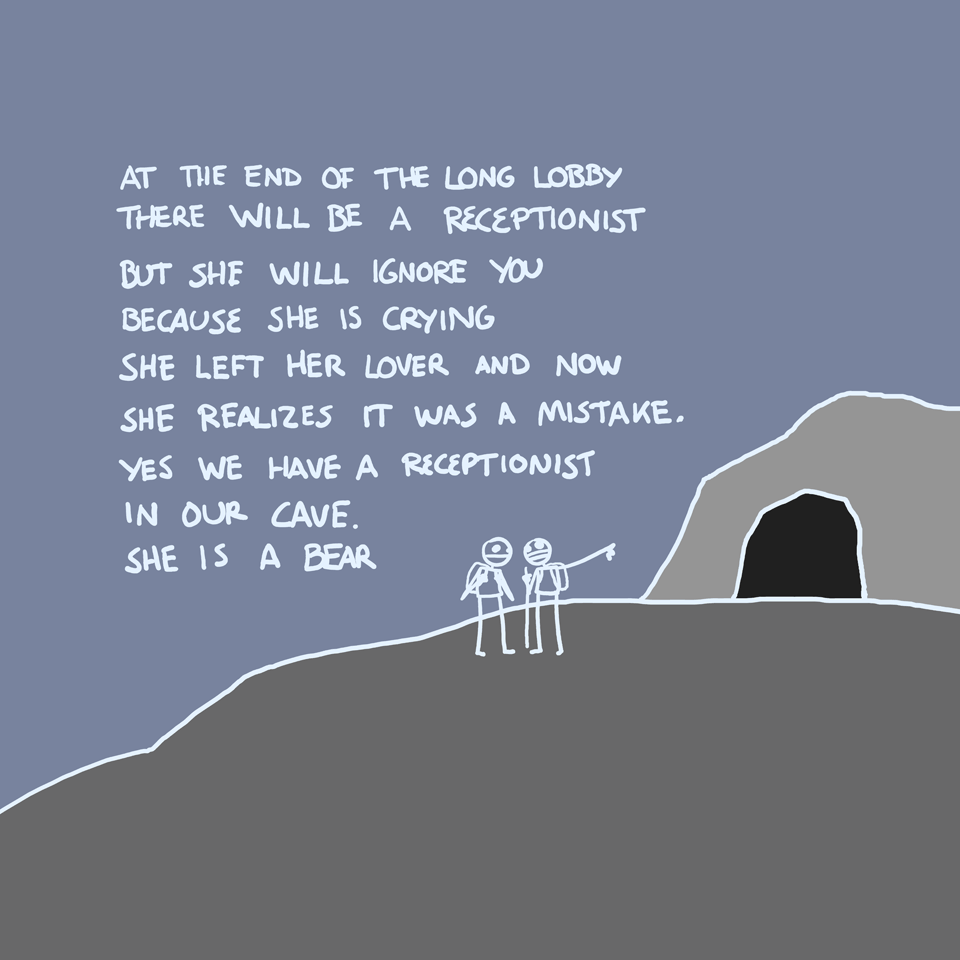 AT THE END OF THE LONG LOBBY
THERE WILL BE A RECEPTIONIST
BUT SHE WILL IGNORE YOU
BECAUSE SHE IS CRYING
SHE LEFT HER LOVER AND NOW
SHE REALIZES IT WAS A MISTAKE.
YES WE HAVE A RECEPTIONIST
IN OUR CAVE.
SHE IS A BEAR